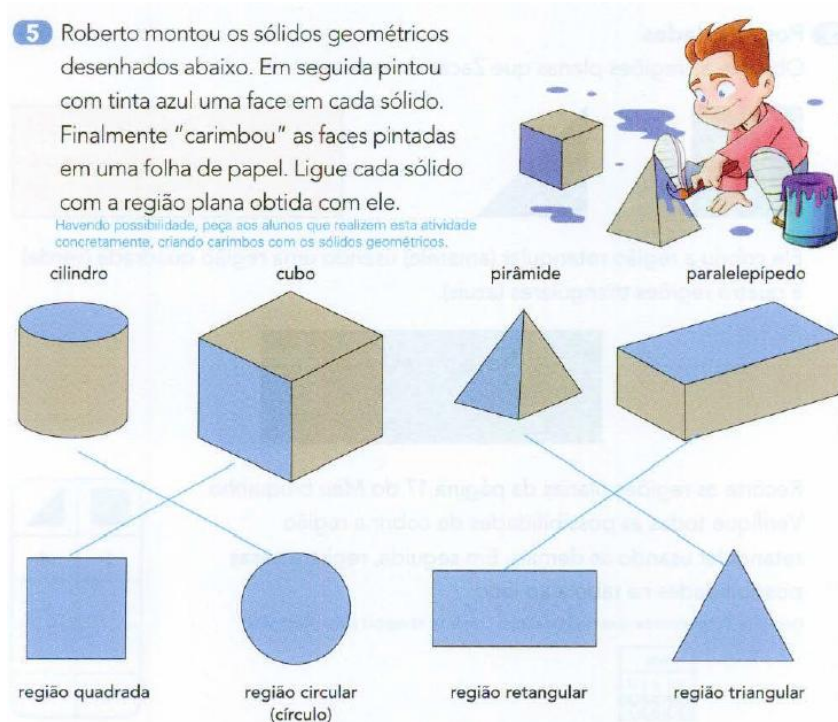 5 Roberto montou os sólidos geométricos
desenhados abaixo. Em seguida pintou
com tinta azul uma face em cada sólido.
Finalmente “carimbou” as faces pintadas
em uma folha de papel. Ligue cada sólido
com a região plana obtida com ele.
Havendo possibilidade, peça aos alunos que realizem esta atividade
concretamente, criando carimbos com os sólidos geométricos.
cilindro cubo pirâmide paralelepípedo
região quadrada região circular região retangular região triangular
(círculo)